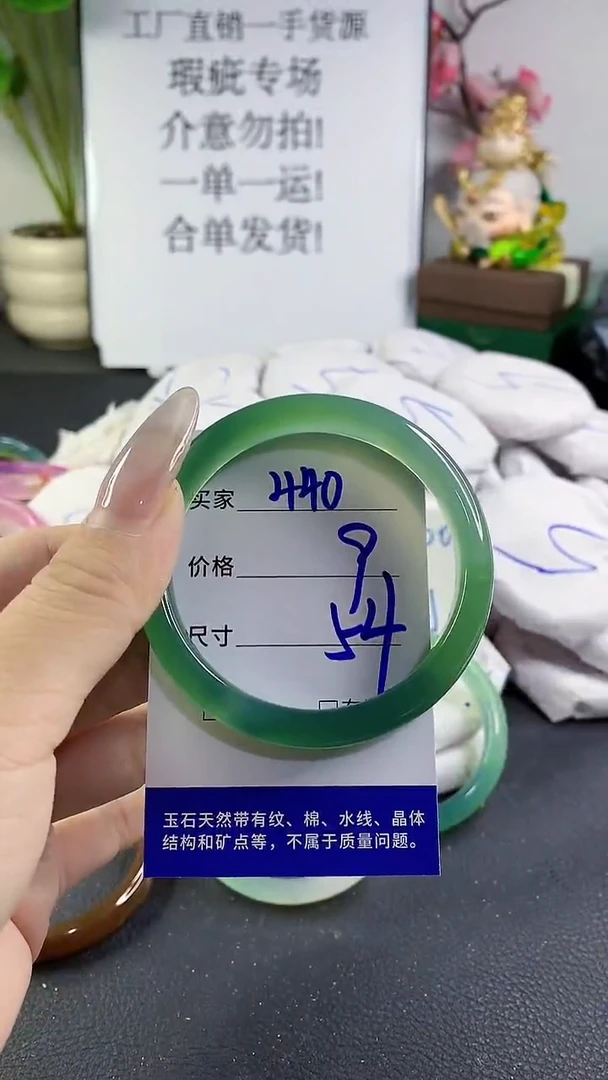 工厂直销一手货源
瑕疵专场
介意勿拍!
一单一运!
合单发货!
买家 440
价格 9
尺寸 54
玉石天然带有纹、棉、水线、晶体
结构和矿点等，不属于质量问题。